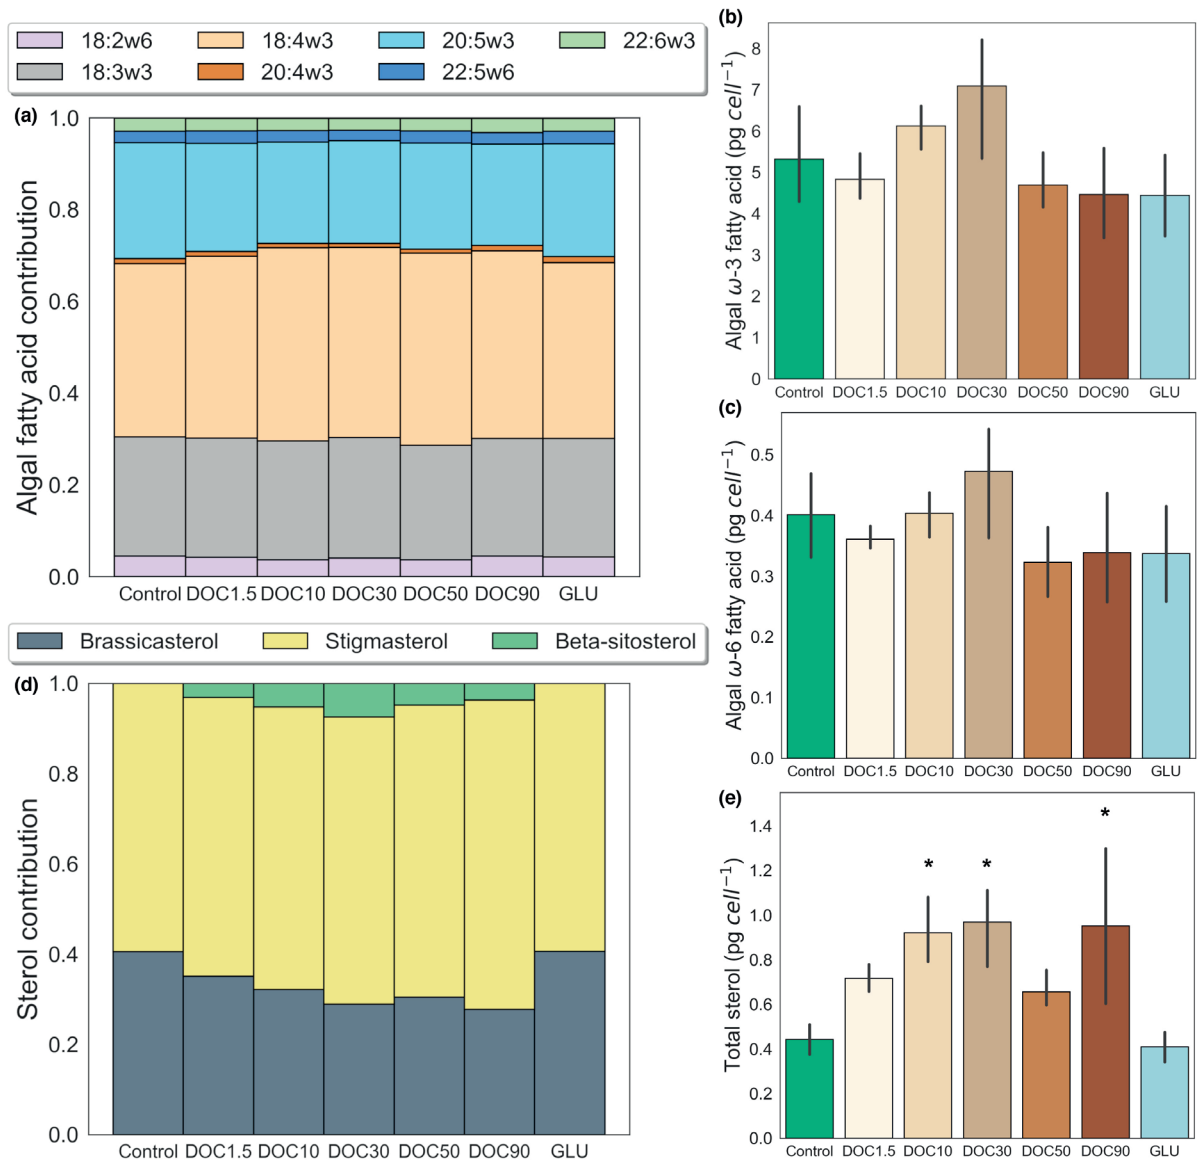 18:2w6 18:4w3 20:5w3 22:6w3
18:3w3 20:4w3 22:5w6
(a)
Algal fatty acid contribution
1.0
0.8
0.6
0.4
0.2
0.0
Control DOC1.5 DOC10 DOC30 DOC50 DOC90 GLU
(b)
Algal ω-3 fatty acid (pg cell−1)
8
7
6
5
4
3
2
1
0
Control DOC1.5 DOC10 DOC30 DOC50 DOC90 GLU
(c)
Algal ω-6 fatty acid (pg cell−1)
0.5
0.4
0.3
0.2
0.1
0.0
Control DOC1.5 DOC10 DOC30 DOC50 DOC90 GLU
Brassicasterol Stigmasterol Beta-sitosterol
(d)
Sterol contribution
1.0
0.8
0.6
0.4
0.2
0.0
Control DOC1.5 DOC10 DOC30 DOC50 DOC90 GLU
(e)
Total sterol (pg cell−1)
1.4
1.2
1.0
0.8
0.6
0.4
0.2
0.0
* * *
Control DOC1.5 DOC10 DOC30 DOC50 DOC90 GLU